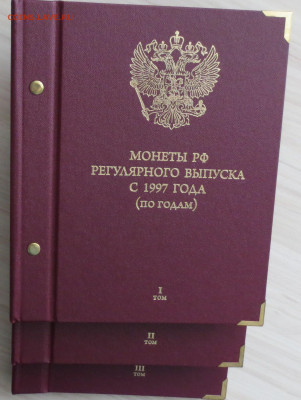 МОНЕТЫ РФ
РЕГУЛЯРНОГО ВЫПУСКА
С 1997 ГОДА
(ПО ГОДАМ)
I
ТОМ
II
ТОМ
III
ТОМ